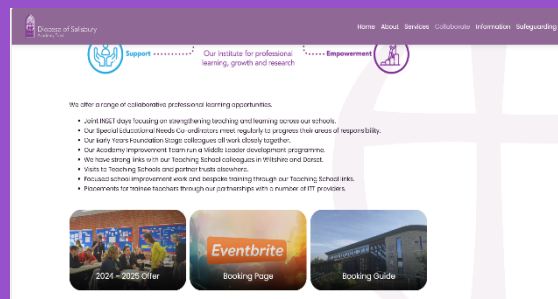 Diocese of Salisbury
Academy Trust
Home About Services Collaborate Information Safeguarding
Support
Our Institute for professional
learning, growth and research
Empowerment
We offer a range of collaborative professional learning opportunities.
Joint INSET days focusing on strengthening teaching and learning across our schools.
Our Special Educational Needs Co-ordinators meet regularly to progress their areas of responsibility.
Our Early Years Foundation Stage colleagues all work closely together.
Our Academy Improvement Team run a Middle Leader development programme.
We have strong links with our Teaching School colleagues in Wiltshire and Dorset.
Visits to Teaching Schools and partner trusts elsewhere.
Focused school improvement work and bespoke training through our Teaching School links.
Placements for trainee teachers through our partnerships with a number of ITT providers.
Eventbrite
2024 - 2025 Offer
Booking Page
Booking Guide